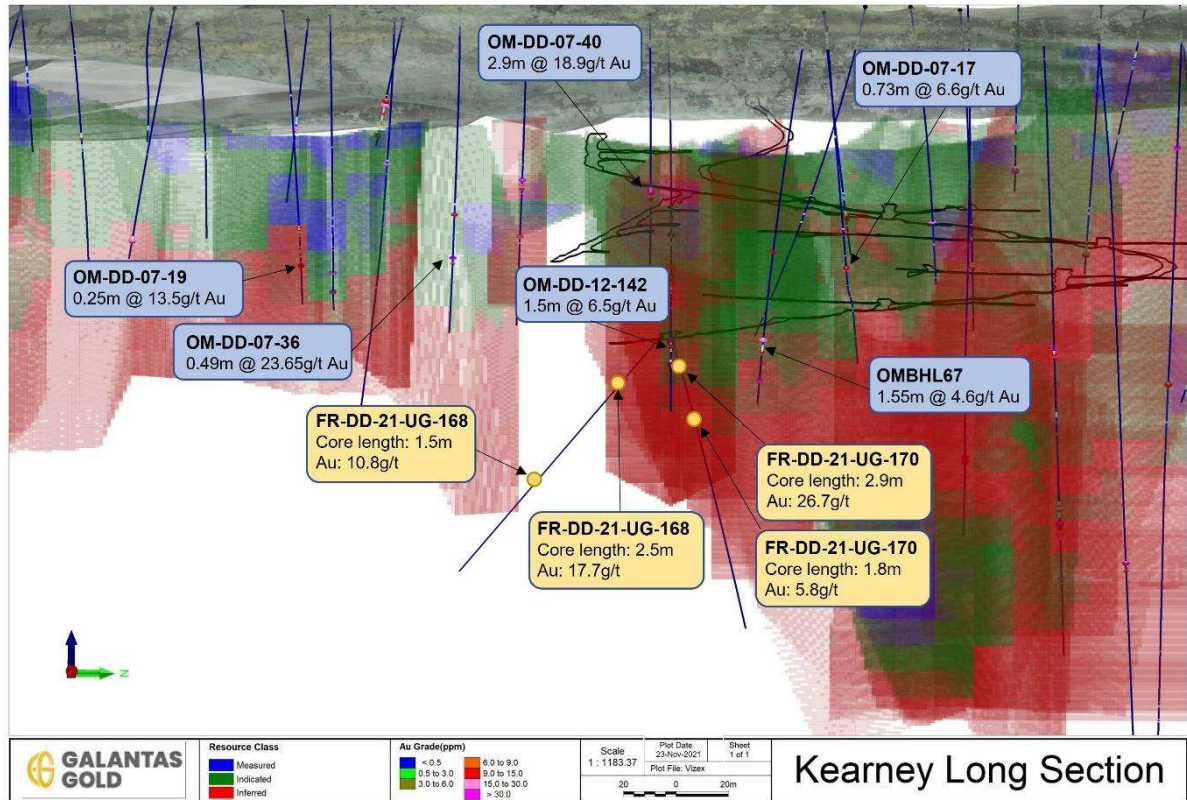 OM-DD-07-40
2.9m @ 18.9g/t Au
OM-DD-07-17
0.73m @ 6.6g/t Au
OM-DD-07-19
0.25m @ 13.5g/t Au
OM-DD-12-142
1.5m @ 6.5g/t Au
OM-DD-07-36
0.49m @ 23.65g/t Au
OMBHL67
1.55m @ 4.6g/t Au
FR-DD-21-UG-168
Core length: 1.5m
Au: 10.8g/t
FR-DD-21-UG-170
Core length: 2.9m
Au: 26.7g/t
FR-DD-21-UG-168
Core length: 2.5m
Au: 17.7g/t
FR-DD-21-UG-170
Core length: 1.8m
Au: 5.8g/t
N
GALANTAS
GOLD
Resource Class
Measured
Indicated
Inferred
Au Grade(ppm)
< 0.5
0.5 to 3.0
3.0 to 6.0
6.0 to 9.0
9.0 to 15.0
15.0 to 30.0
> 30.0
Scale
1 : 1183.37
Plot Date
23-Nov-2021
Sheet
1 of 1
Plot File: Vizex
20 0 20m
Kearney Long Section